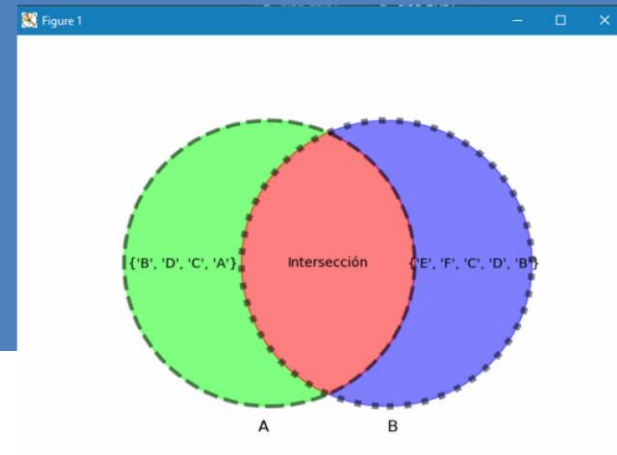 Figure 1
{'B', 'D', 'C', 'A'}
Intersección
{'E', 'F', 'C', 'D', 'B'}
A
B